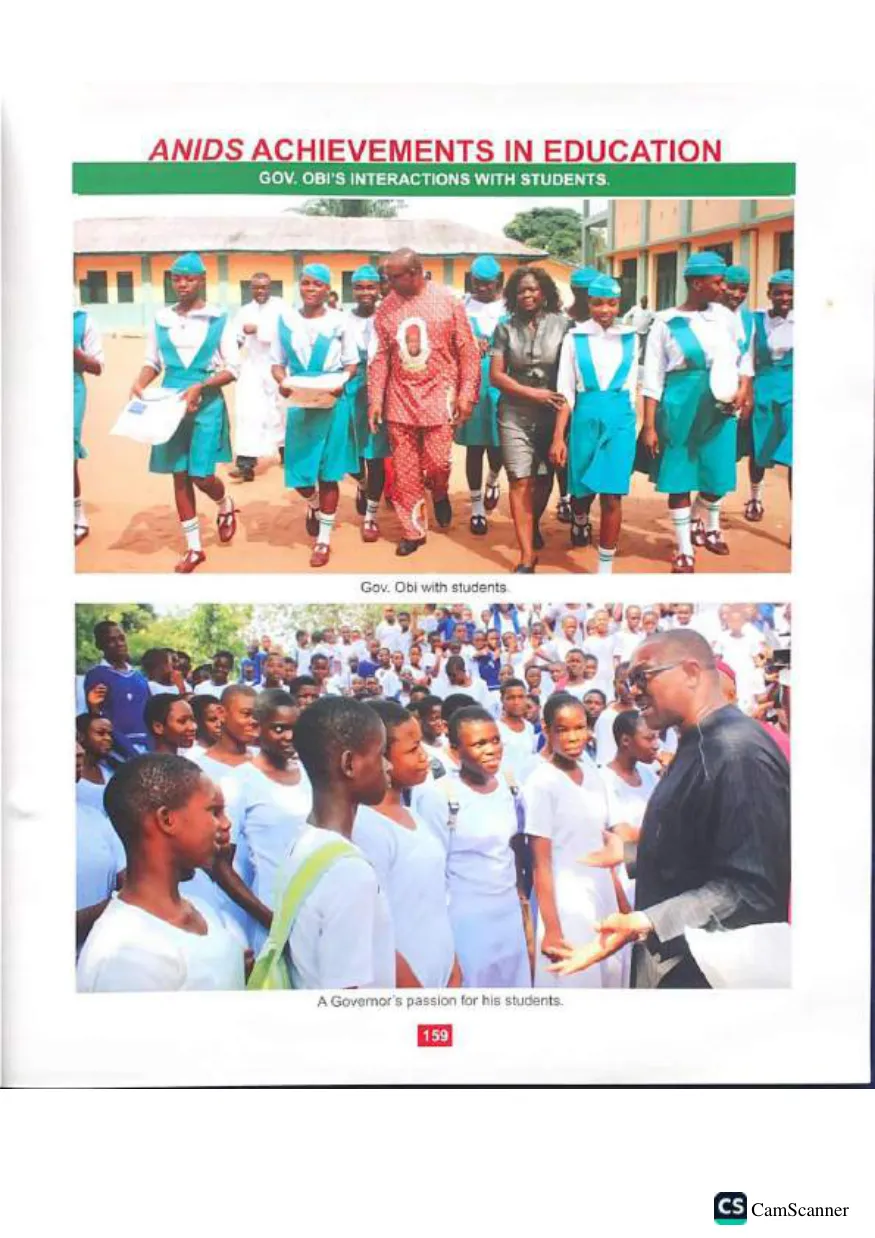 ANIDS ACHIEVEMENTS IN EDUCATION
GOV. OBI'S INTERACTIONS WITH STUDENTS.
Gov. Obi with students.
A Governor's passion for his students.
159
CS CamScanner